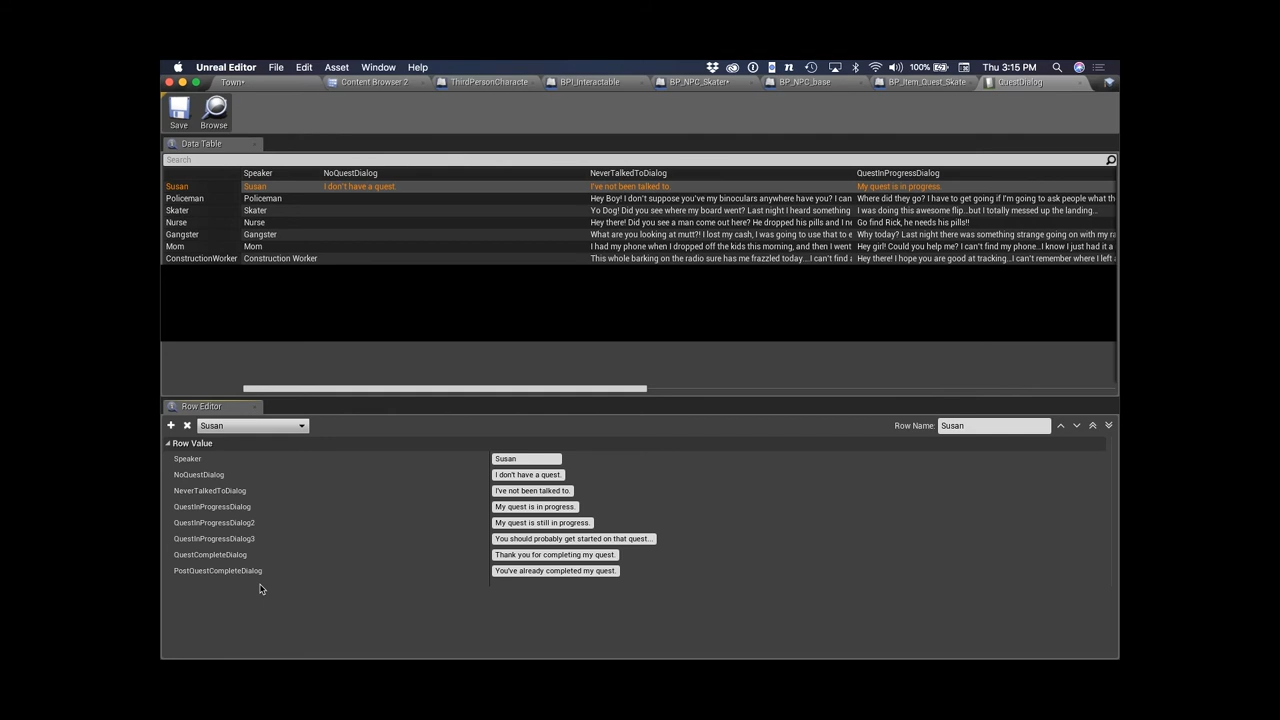 Unreal Editor File Edit Asset Window Help 100% Thu 3:15 PM
Town• Content Browser 2 ThirdPersonCharacte BPI_Interactable BP_NPC_Skater• BP_NPC_base BP_Item_Quest_Skate QuestDialog
Save Browse
Data Table
Search
Speaker NoQuestDialog NeverTalkedToDialog QuestInProgressDialog
Susan Susan I don't have a quest. I've not been talked to. My quest is in progress.
Policeman Policeman Hey Boy! I don't suppose you've my binoculars anywhere have you? I can Where did they go? I have to get going if I'm going to ask people what th
Skater Skater Yo Dog! Did you see where my board went? Last night I heard something I was doing this awesome flip...but I totally messed up the landing..
Nurse Nurse Hey there! Did you see a man come out here? He dropped his pills and I ne Go find Rick, he needs his pills!!
Gangster Gangster What are you looking at mutt?! I lost my cash, I was going to use that to e Why today? Last night there was something strange going on with my ra
Mom Mom I had my phone when I dropped off the kids this morning, and then I went Hey girl! Could you help me? I can't find my phone...I know I just had it a
ConstructionWorker Construction Worker This whole barking on the radio sure has me frazzled today....I can't find a Hey there! I hope you are good at tracking...I can't remember where I left
Row Editor
Susan Row Name: Susan
Row Value
Speaker Susan
NoQuestDialog I don't have a quest.
NeverTalkedToDialog I've not been talked to.
QuestInProgressDialog My quest is in progress.
QuestInProgressDialog2 My quest is still in progress.
QuestInProgressDialog3 You should probably get started on that quest...
QuestCompleteDialog Thank you for completing my quest.
PostQuestCompleteDialog You've already completed my quest.